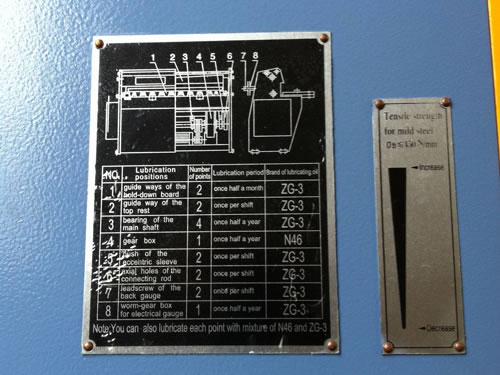 1 2 3 4 5 6 7 8
NO. Lubrication positions Number of points Lubrication period Brand of lubricating oil
1 guide ways of the hold-down board 2 once half a month ZG-3
2 guide way of the top rest 2 once per shift ZG-3
3 bearing of the main shaft 4 once half a year ZG-3
4 gear box 1 once half a year N46
5 bush of the eccentric sleeve 2 once per shift ZG-3
6 axial holes of the connecting rod 2 once per shift ZG-3
7 leadscrew of the back gauge 2 once per shift ZG-3
8 worm-gear box for electrical gauge 1 once half a year ZG-3
Note:You can also lubricate each point with mixture of N46 and ZG-3
Tensile strength
for mild steel
Increase
Decrease